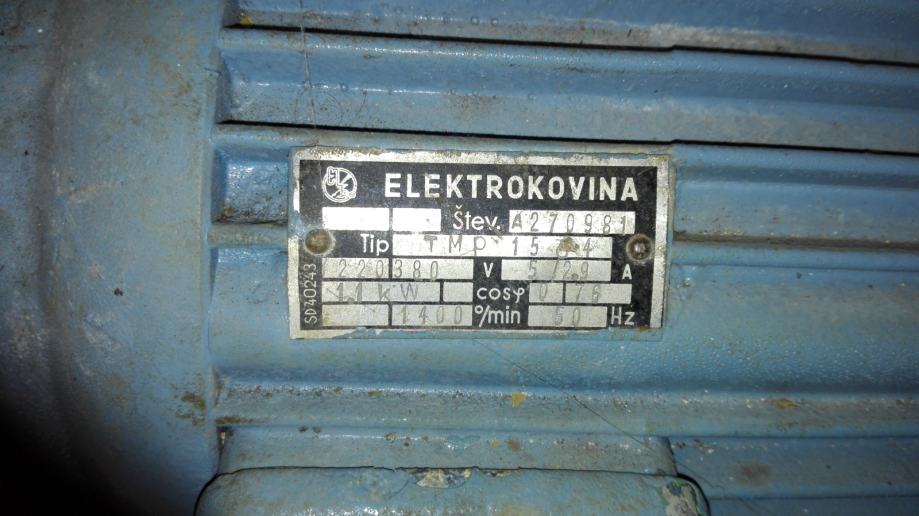 ELEKTROKOVINA
Štev. A270981
Tip TMP 15 4
220 380 V 5/2.9 A
1.1 kW cosφ 0 76
1400 °/min 50 Hz
SD40243